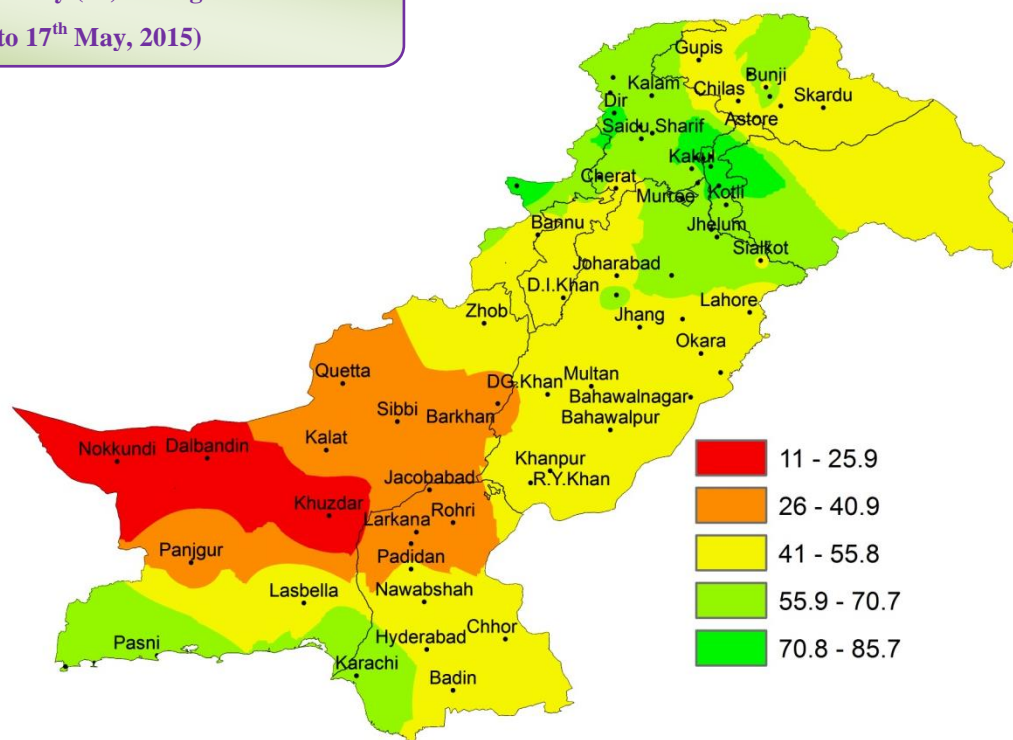 to 17th May, 2015)
Gupis
Bunji
Kalam
Chilas
Skardu
Dir
Astore
Saidu Sharif
Kakul
Cherat
Murree
Kotli
Bannu
Jhelum
Sialkot
Joharabad
D.I.Khan
Lahore
Zhob
Jhang
Okara
Quetta
DG.Khan
Multan
Bahawalnagar
Sibbi
Barkhan
Bahawalpur
Kalat
Nokkundi
Dalbandin
Khanpur
Jacobabad
R.Y.Khan
Khuzdar
Larkana
Rohri
Panjgur
Padidan
Lasbella
Nawabshah
Chhor
Hyderabad
Pasni
Karachi
Badin
11 - 25.9
26 - 40.9
41 - 55.8
55.9 - 70.7
70.8 - 85.7